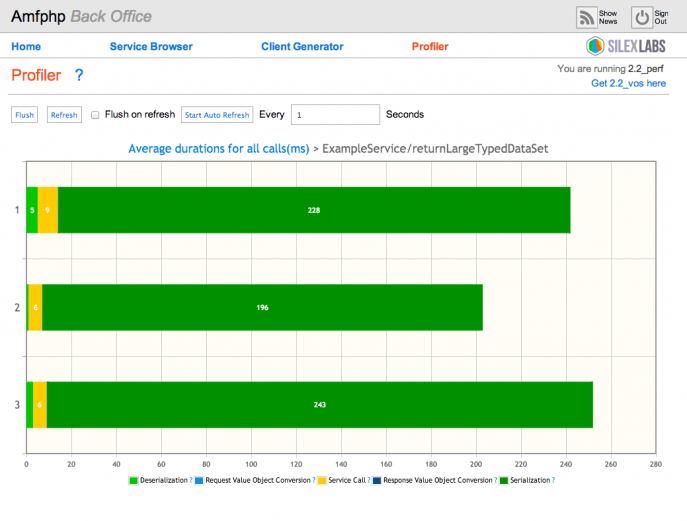 Amfphp Back Office
Show News
Sign Out
Home Service Browser Client Generator Profiler
SILEXLABS
Profiler ?
You are running 2.2_perf
Get 2.2_vos here
Flush Refresh Flush on refresh Start Auto Refresh Every 1 Seconds
Average durations for all calls(ms) > ExampleService/returnLargeTypedDataSet
1 5 9 228
2 6 196
3 6 243
0 20 40 60 80 100 120 140 160 180 200 220 240 260 280
Deserialization ? Request Value Object Conversion ? Service Call ? Response Value Object Conversion ? Serialization ?